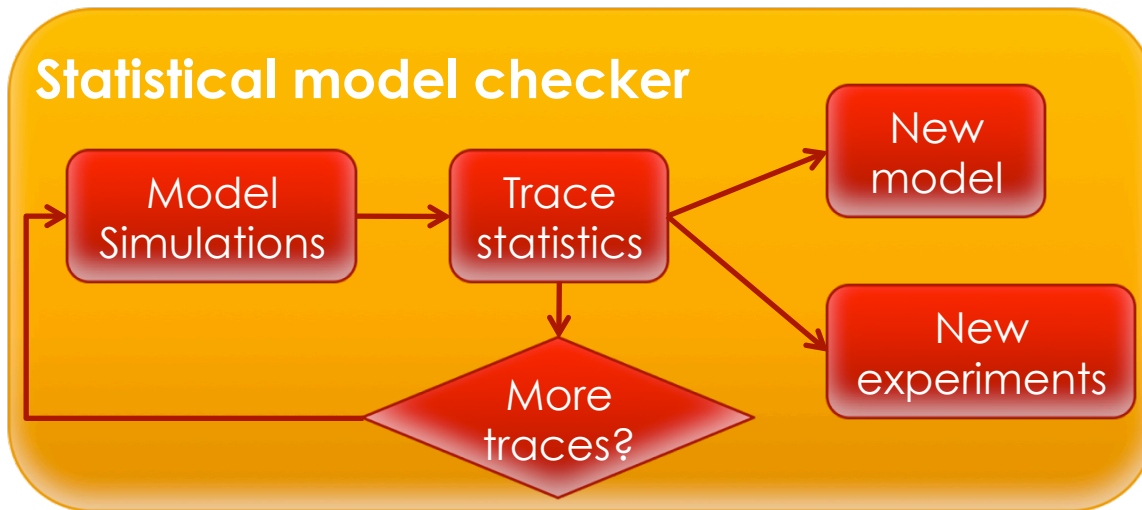 Statistical model checker
Model
Simulations
Trace
statistics
New
model
New
experiments
More
traces?